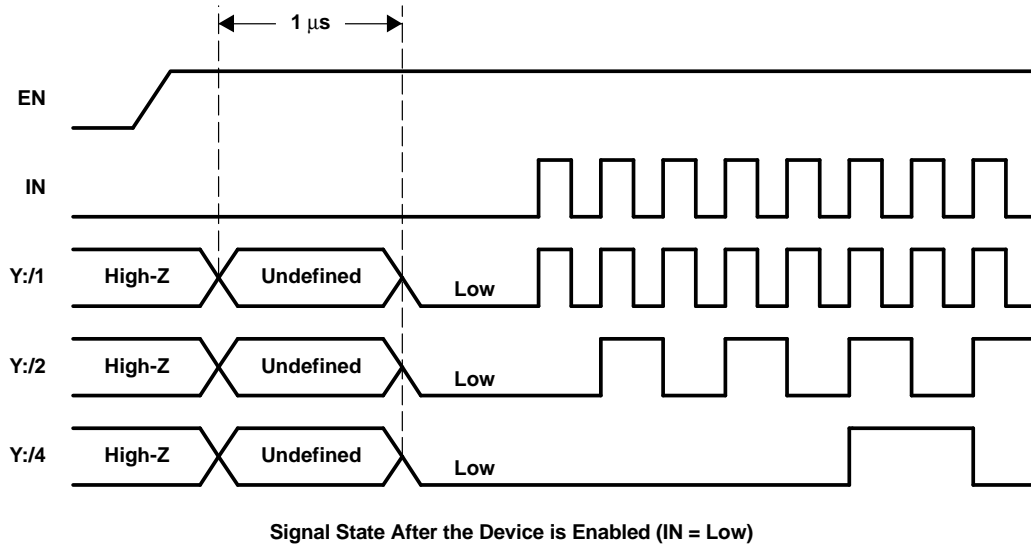 1 μs
EN
IN
Y:/1 High-Z Undefined Low
Y:/2 High-Z Undefined Low
Y:/4 High-Z Undefined Low
Signal State After the Device is Enabled (IN = Low)